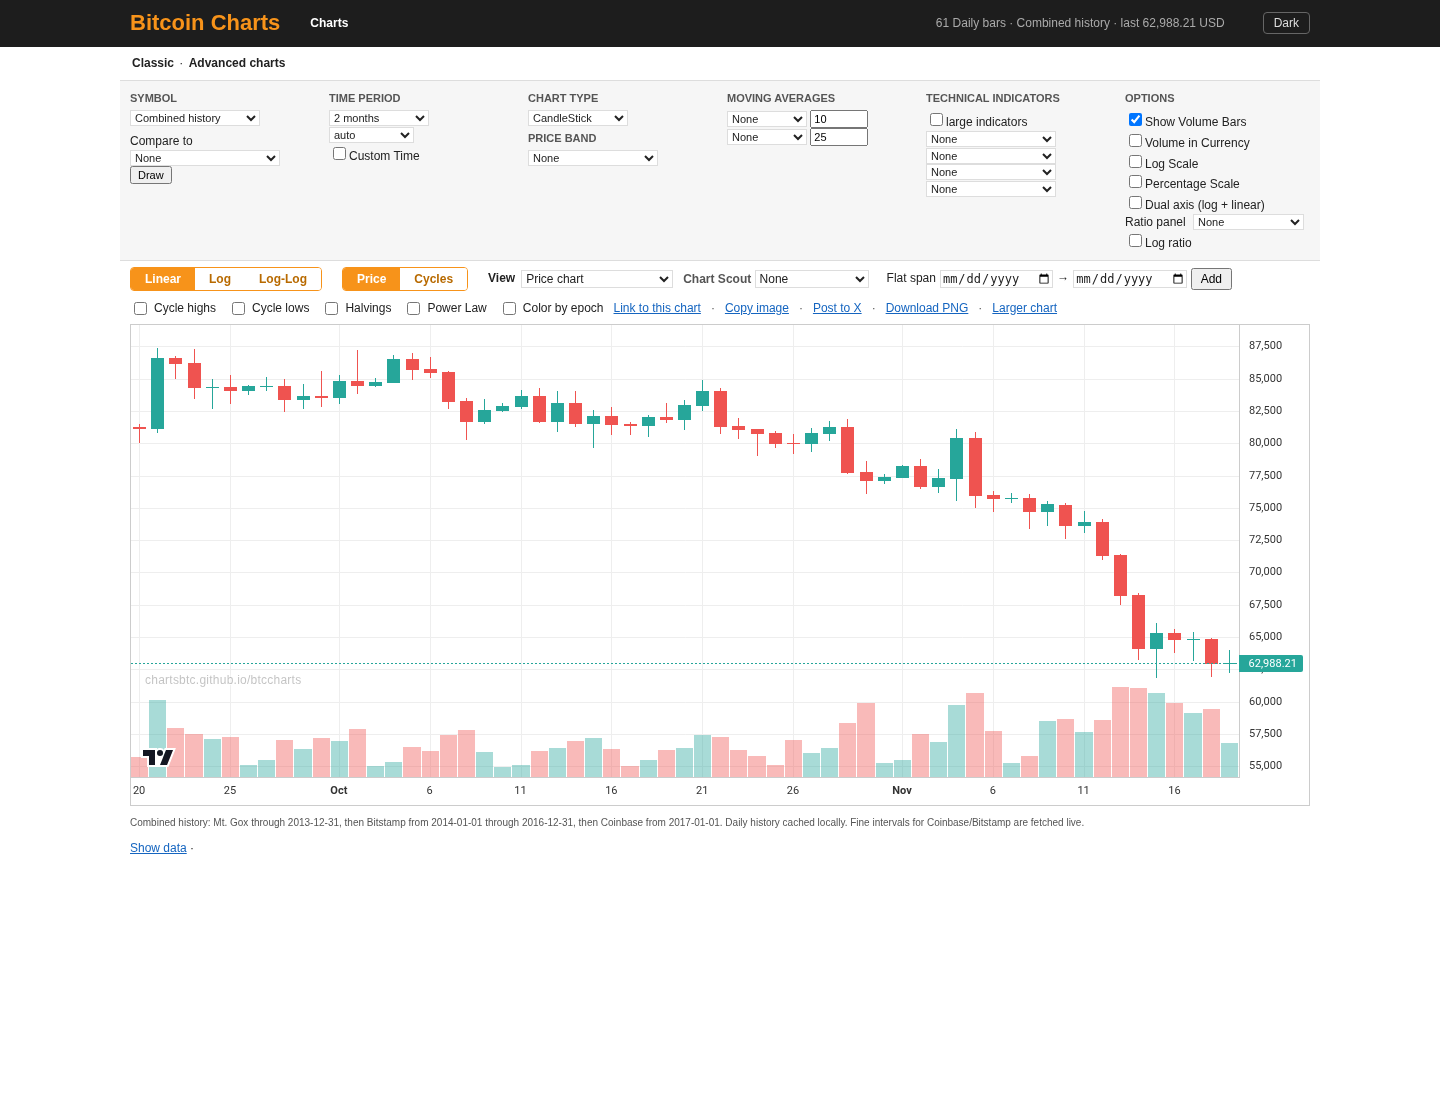 Bitcoin Charts
Charts
61 Daily bars · Combined history · last 62,988.21 USD
Dark
Classic · Advanced charts
SYMBOL
Combined history
Compare to
None
Draw
TIME PERIOD
2 months
auto
Custom Time
CHART TYPE
CandleStick
PRICE BAND
None
MOVING AVERAGES
None 10
None 25
TECHNICAL INDICATORS
large indicators
None
None
None
None
OPTIONS
Show Volume Bars
Volume in Currency
Log Scale
Percentage Scale
Dual axis (log + linear)
Ratio panel None
Log ratio
Linear Log Log-Log Price Cycles View Price chart Chart Scout None Flat span mm/dd/yyyy → mm/dd/yyyy Add
Cycle highs Cycle lows Halvings Power Law Color by epoch Link to this chart · Copy image · Post to X · Download PNG · Larger chart
87,500
85,000
82,500
80,000
77,500
75,000
72,500
70,000
67,500
65,000
62,988.21
60,000
57,500
55,000
chartsbtc.github.io/btccharts
20 25 Oct 6 11 16 21 26 Nov 6 11 16
Combined history: Mt. Gox through 2013-12-31, then Bitstamp from 2014-01-01 through 2016-12-31, then Coinbase from 2017-01-01. Daily history cached locally. Fine intervals for Coinbase/Bitstamp are fetched live.
Show data ·